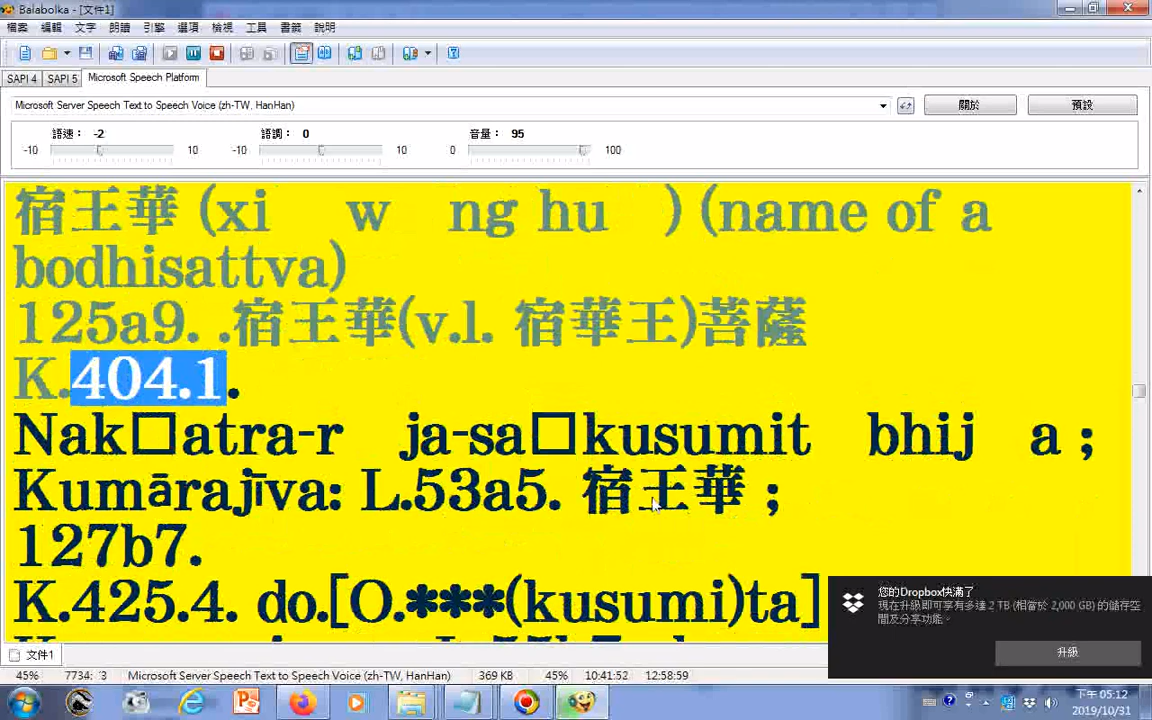 Balabolka - [文件1]
檔案 編輯 文字 朗讀 引擎 選項 檢視 工具 書籤 說明
SAPI 4 SAPI 5 Microsoft Speech Platform
Microsoft Server Speech Text to Speech Voice (zh-TW, HanHan) 關於 預設
語速： -2 語調： 0 音量： 95
-10 10 -10 10 0 100
宿王華 (xi w ng hu ) (name of a
bodhisattva)
125a9. .宿王華(v.l. 宿華王)菩薩
K.404.1.
Nak□atra-r ja-sa□kusumit bhij a ;
Kumārajīva: L.53a5. 宿王華 ;
127b7.
K.425.4. do.[O.***(kusumi)ta]
您的Dropbox快滿了
現在升級即可享有多達 2 TB (相當於 2,000 GB) 的儲存空
間及分享功能。
升級
文件1
45% 7734: '3 Microsoft Server Speech Text to Speech Voice (zh-TW, HanHan) 369 KB 45% 10:41:52 12:58:59
下午 05:12
2019/10/31